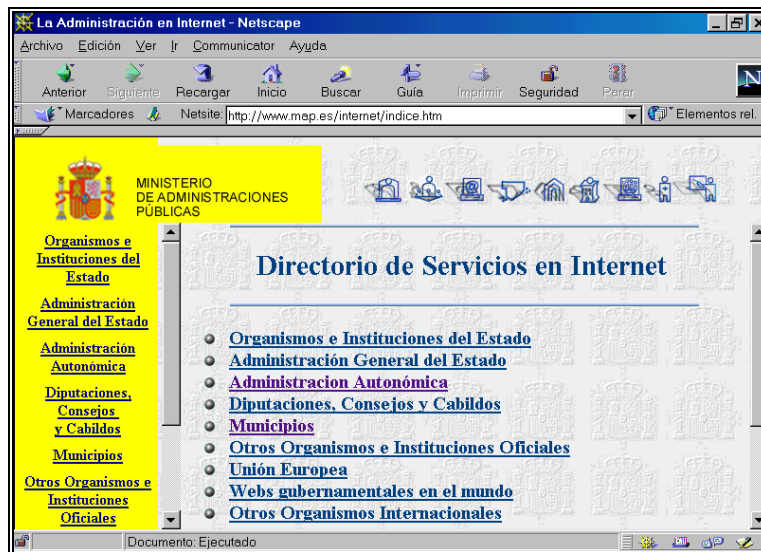 La Administración en Internet - Netscape
Archivo Edición Ver Ir Communicator Ayuda
Anterior Siguiente Recargar Inicio Buscar Guía Imprimir Seguridad Parar
N
Marcadores Netsite: http://www.map.es/internet/indice.htm Elementos rel.
MINISTERIO
DE ADMINISTRACIONES
PÚBLICAS
Organismos e
Instituciones del
Estado
Administración
General del Estado
Administración
Autonómica
Diputaciones,
Consejos
y Cabildos
Municipios
Otros Organismos e
Instituciones
Oficiales
Directorio de Servicios en Internet
Organismos e Instituciones del Estado
Administración General del Estado
Administracion Autonómica
Diputaciones, Consejos y Cabildos
Municipios
Otros Organismos e Instituciones Oficiales
Unión Europea
Webs gubernamentales en el mundo
Otros Organismos Internacionales
Documento: Ejecutado